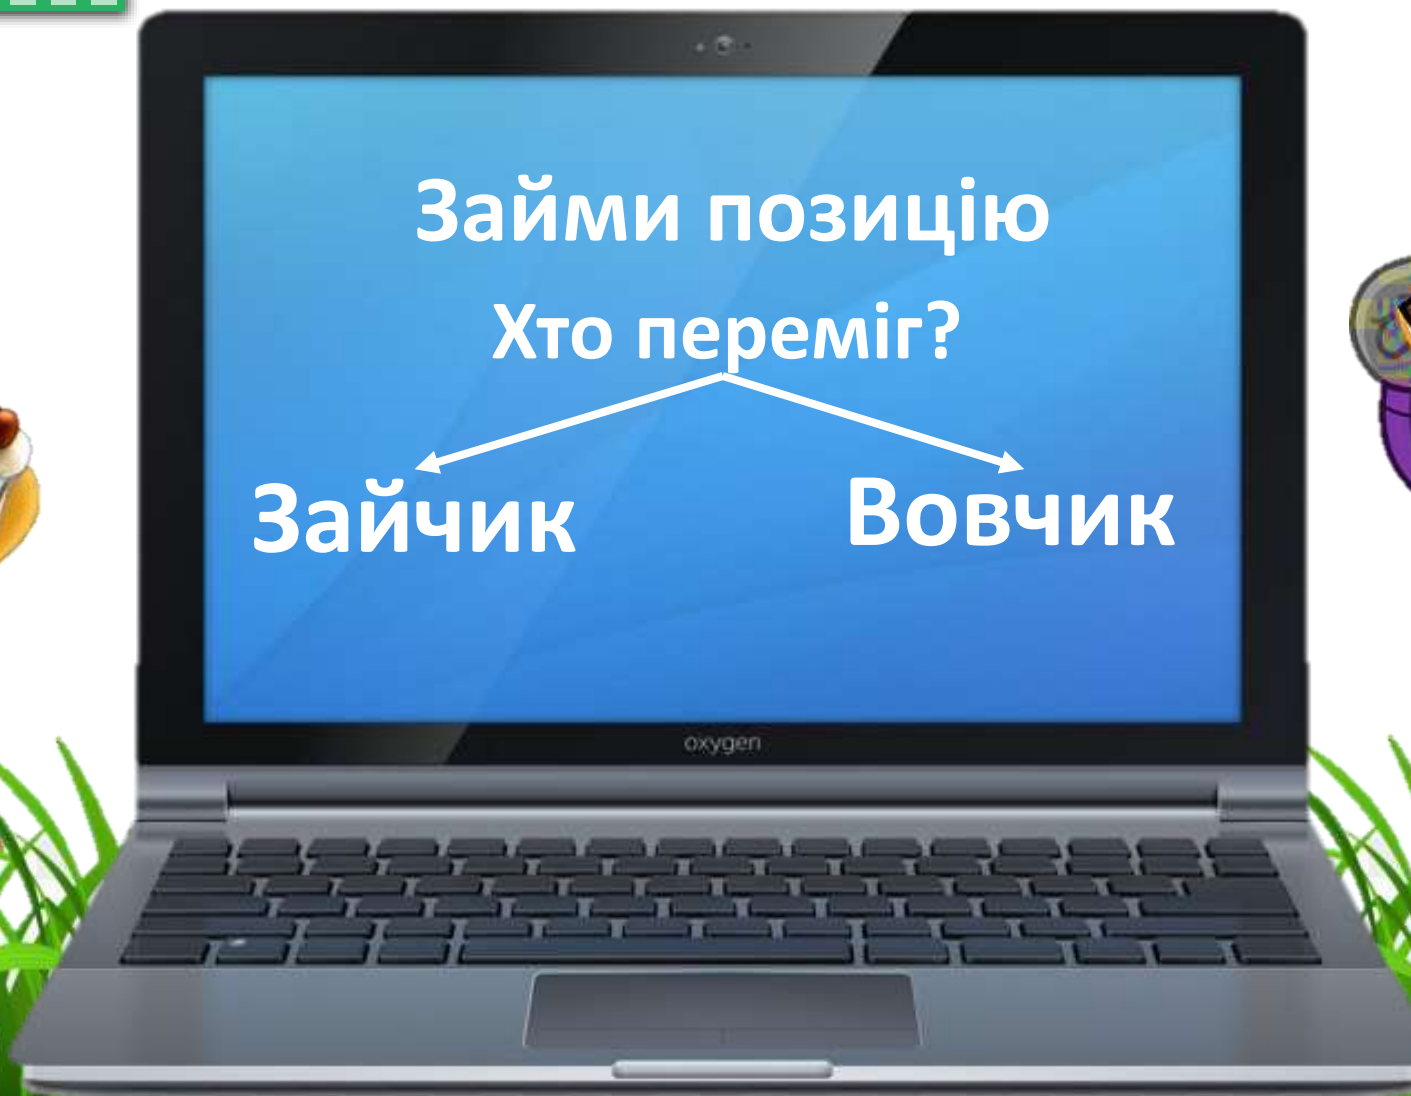 Займи позицію
Хто переміг?
Зайчик
Вовчик
oxygen